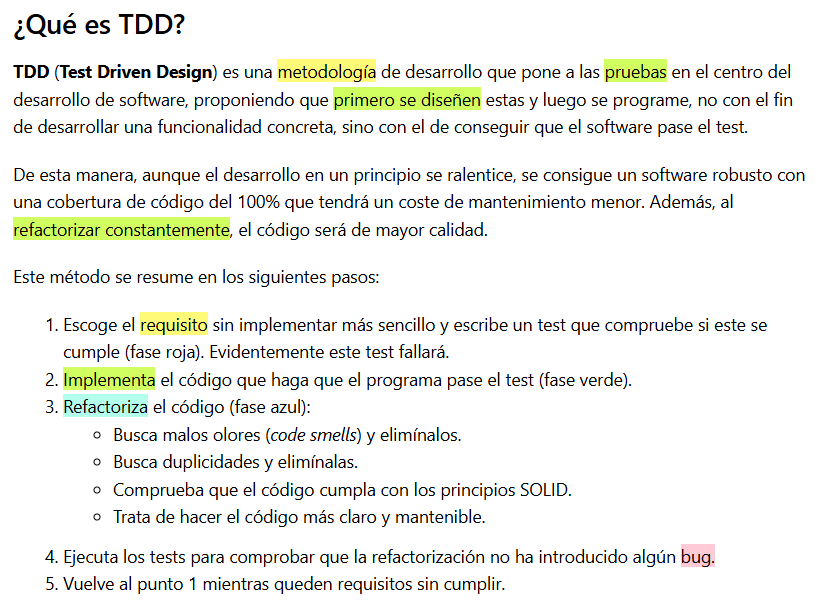 ¿Qué es TDD?
TDD (Test Driven Design) es una metodología de desarrollo que pone a las pruebas en el centro del
desarrollo de software, proponiendo que primero se diseñen estas y luego se programe, no con el fin
de desarrollar una funcionalidad concreta, sino con el de conseguir que el software pase el test.
De esta manera, aunque el desarrollo en un principio se ralentice, se consigue un software robusto con
una cobertura de código del 100% que tendrá un coste de mantenimiento menor. Además, al
refactorizar constantemente, el código será de mayor calidad.
Este método se resume en los siguientes pasos:
1. Escoge el requisito sin implementar más sencillo y escribe un test que compruebe si este se
cumple (fase roja). Evidentemente este test fallará.
2. Implementa el código que haga que el programa pase el test (fase verde).
3. Refactoriza el código (fase azul):
◦ Busca malos olores (code smells) y elimínalos.
◦ Busca duplicidades y elimínalas.
◦ Comprueba que el código cumpla con los principios SOLID.
◦ Trata de hacer el código más claro y mantenible.
4. Ejecuta los tests para comprobar que la refactorización no ha introducido algún bug.
5. Vuelve al punto 1 mientras queden requisitos sin cumplir.